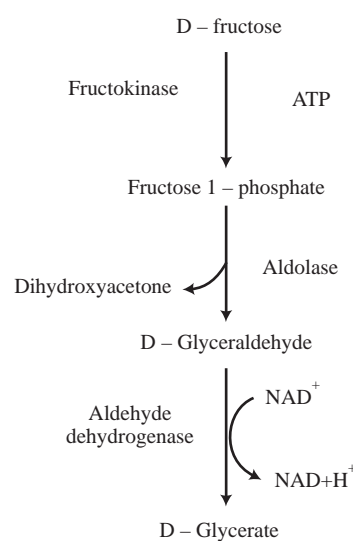 D – fructose
Fructokinase
ATP
Fructose 1 – phosphate
Aldolase
Dihydroxyacetone
D – Glyceraldehyde
NAD+
Aldehyde
dehydrogenase
NAD+H+
D – Glycerate